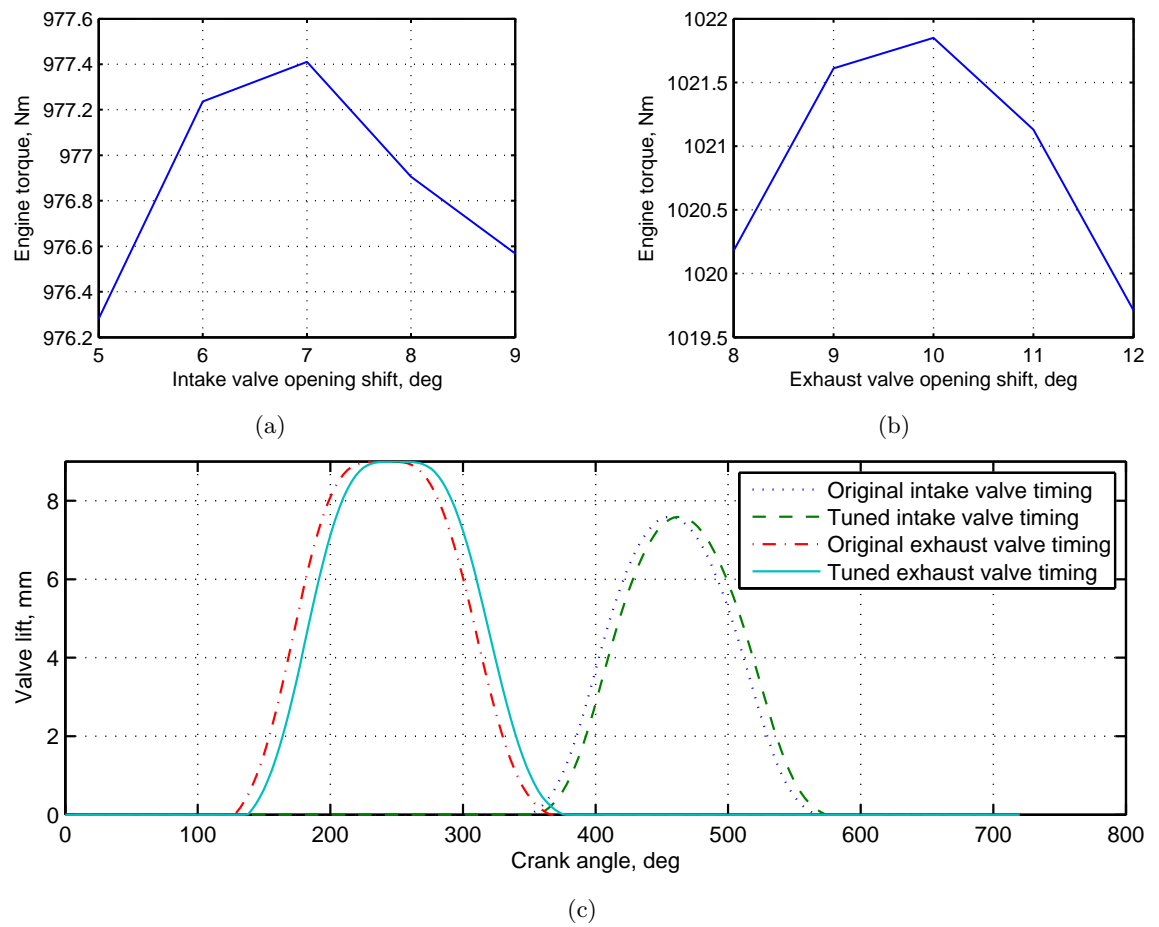 977.6
977.4
977.2
977
976.8
976.6
976.4
976.2
Engine torque, Nm
5 6 7 8 9
Intake valve opening shift, deg
(a)
1022
1021.5
1021
1020.5
1020
1019.5
Engine torque, Nm
8 9 10 11 12
Exhaust valve opening shift, deg
(b)
8
6
4
2
0
Valve lift, mm
Original intake valve timing
Tuned intake valve timing
Original exhaust valve timing
Tuned exhaust valve timing
0 100 200 300 400 500 600 700 800
Crank angle, deg
(c)